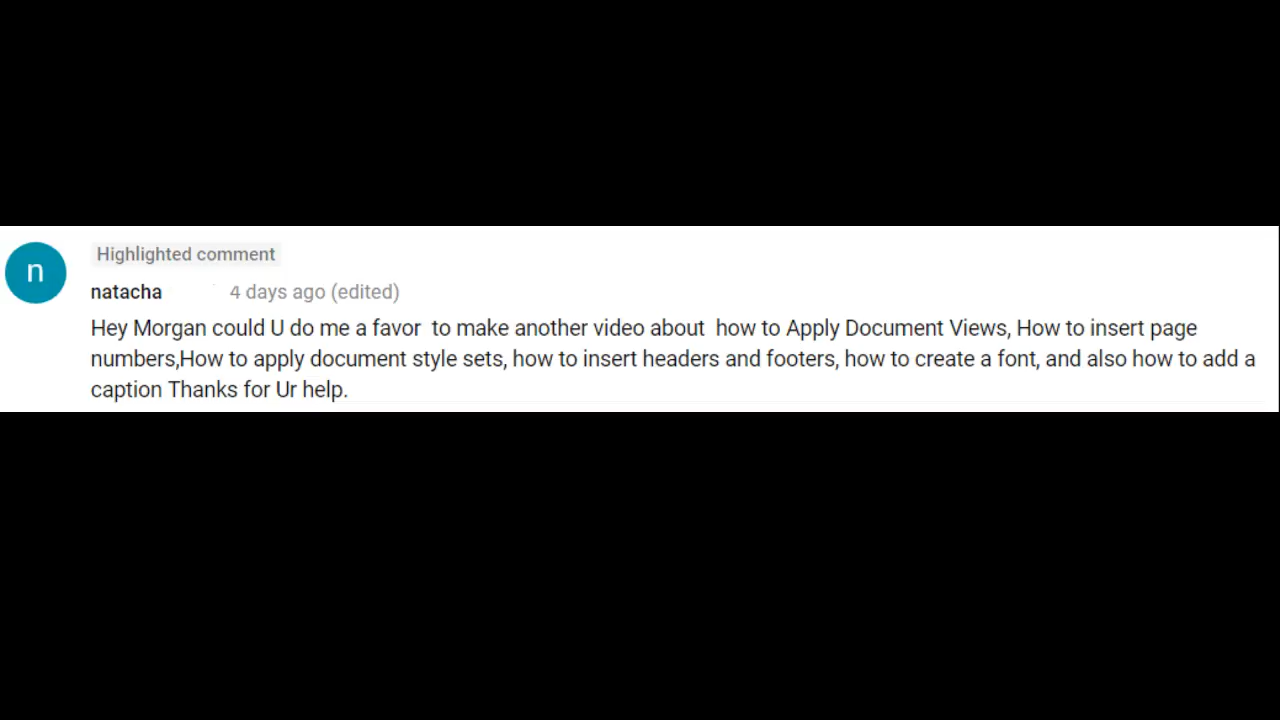 n
Highlighted comment
natacha 4 days ago (edited)
Hey Morgan could U do me a favor  to make another video about  how to Apply Document Views, How to insert page
numbers,How to apply document style sets, how to insert headers and footers, how to create a font, and also how to add a
caption Thanks for Ur help.